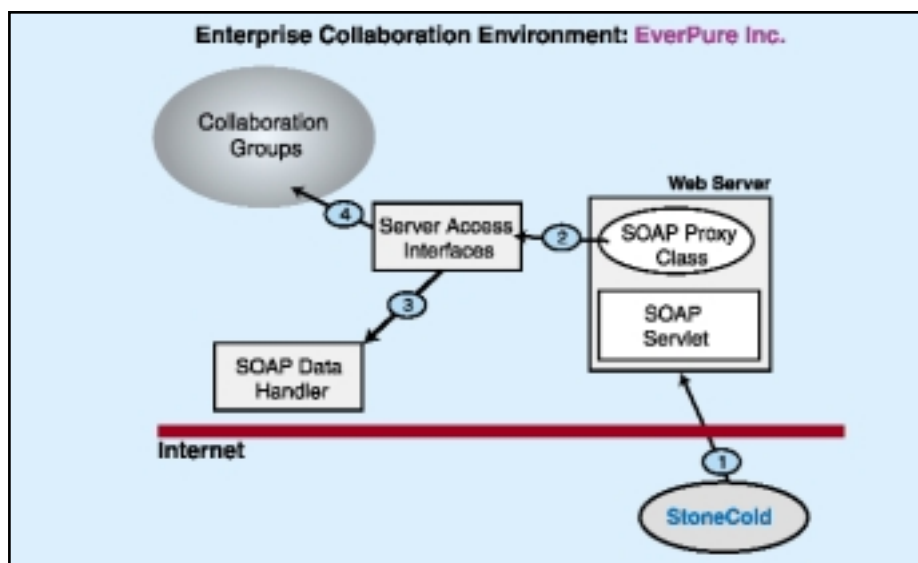 Enterprise Collaboration Environment: EverPure Inc.
Collaboration
Groups
Web Server
4
Server Access
Interfaces
2
SOAP Proxy
Class
3
SOAP
Servlet
SOAP Data
Handler
Internet
1
StoneCold